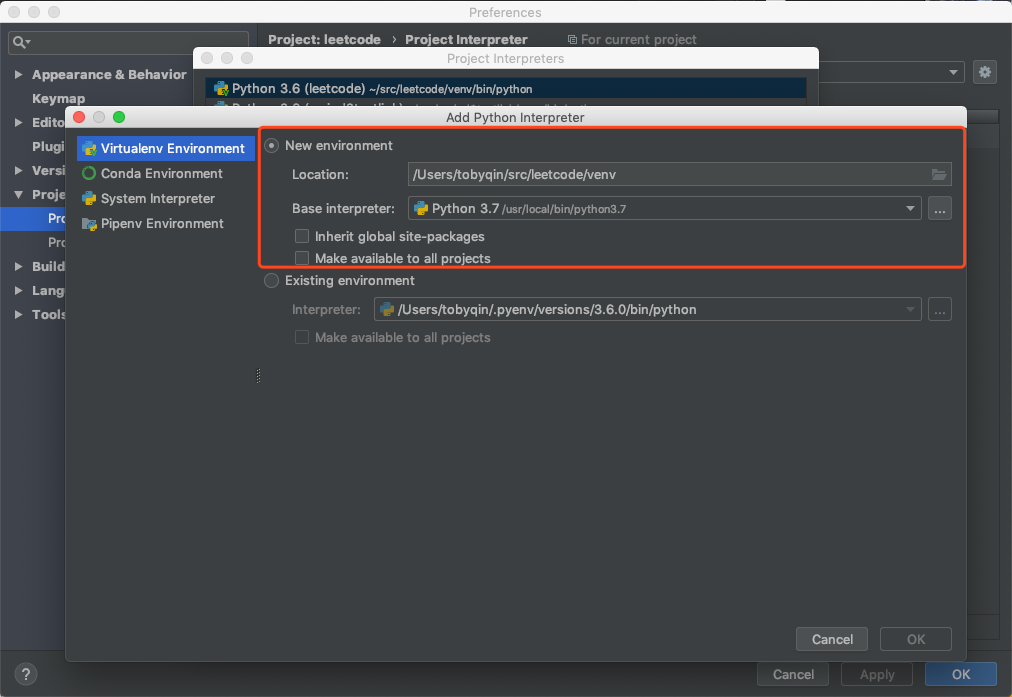 Preferences
Project: leetcode › Project Interpreter For current project
Project Interpreters
Appearance & Behavior
Python 3.6 (leetcode) ~/src/leetcode/venv/bin/python
Keymap
Add Python Interpreter
Virtualenv Environment
Conda Environment
System Interpreter
Pipenv Environment
New environment
Location: /Users/tobyqin/src/leetcode/venv
Base interpreter: Python 3.7 /usr/local/bin/python3.7 ...
Inherit global site-packages
Make available to all projects
Existing environment
Interpreter: /Users/tobyqin/.pyenv/versions/3.6.0/bin/python ...
Make available to all projects
Edito
Plugi
Versi
Proje
Pro
Pro
Build
Lang
Tools
Cancel OK
? Cancel Apply OK